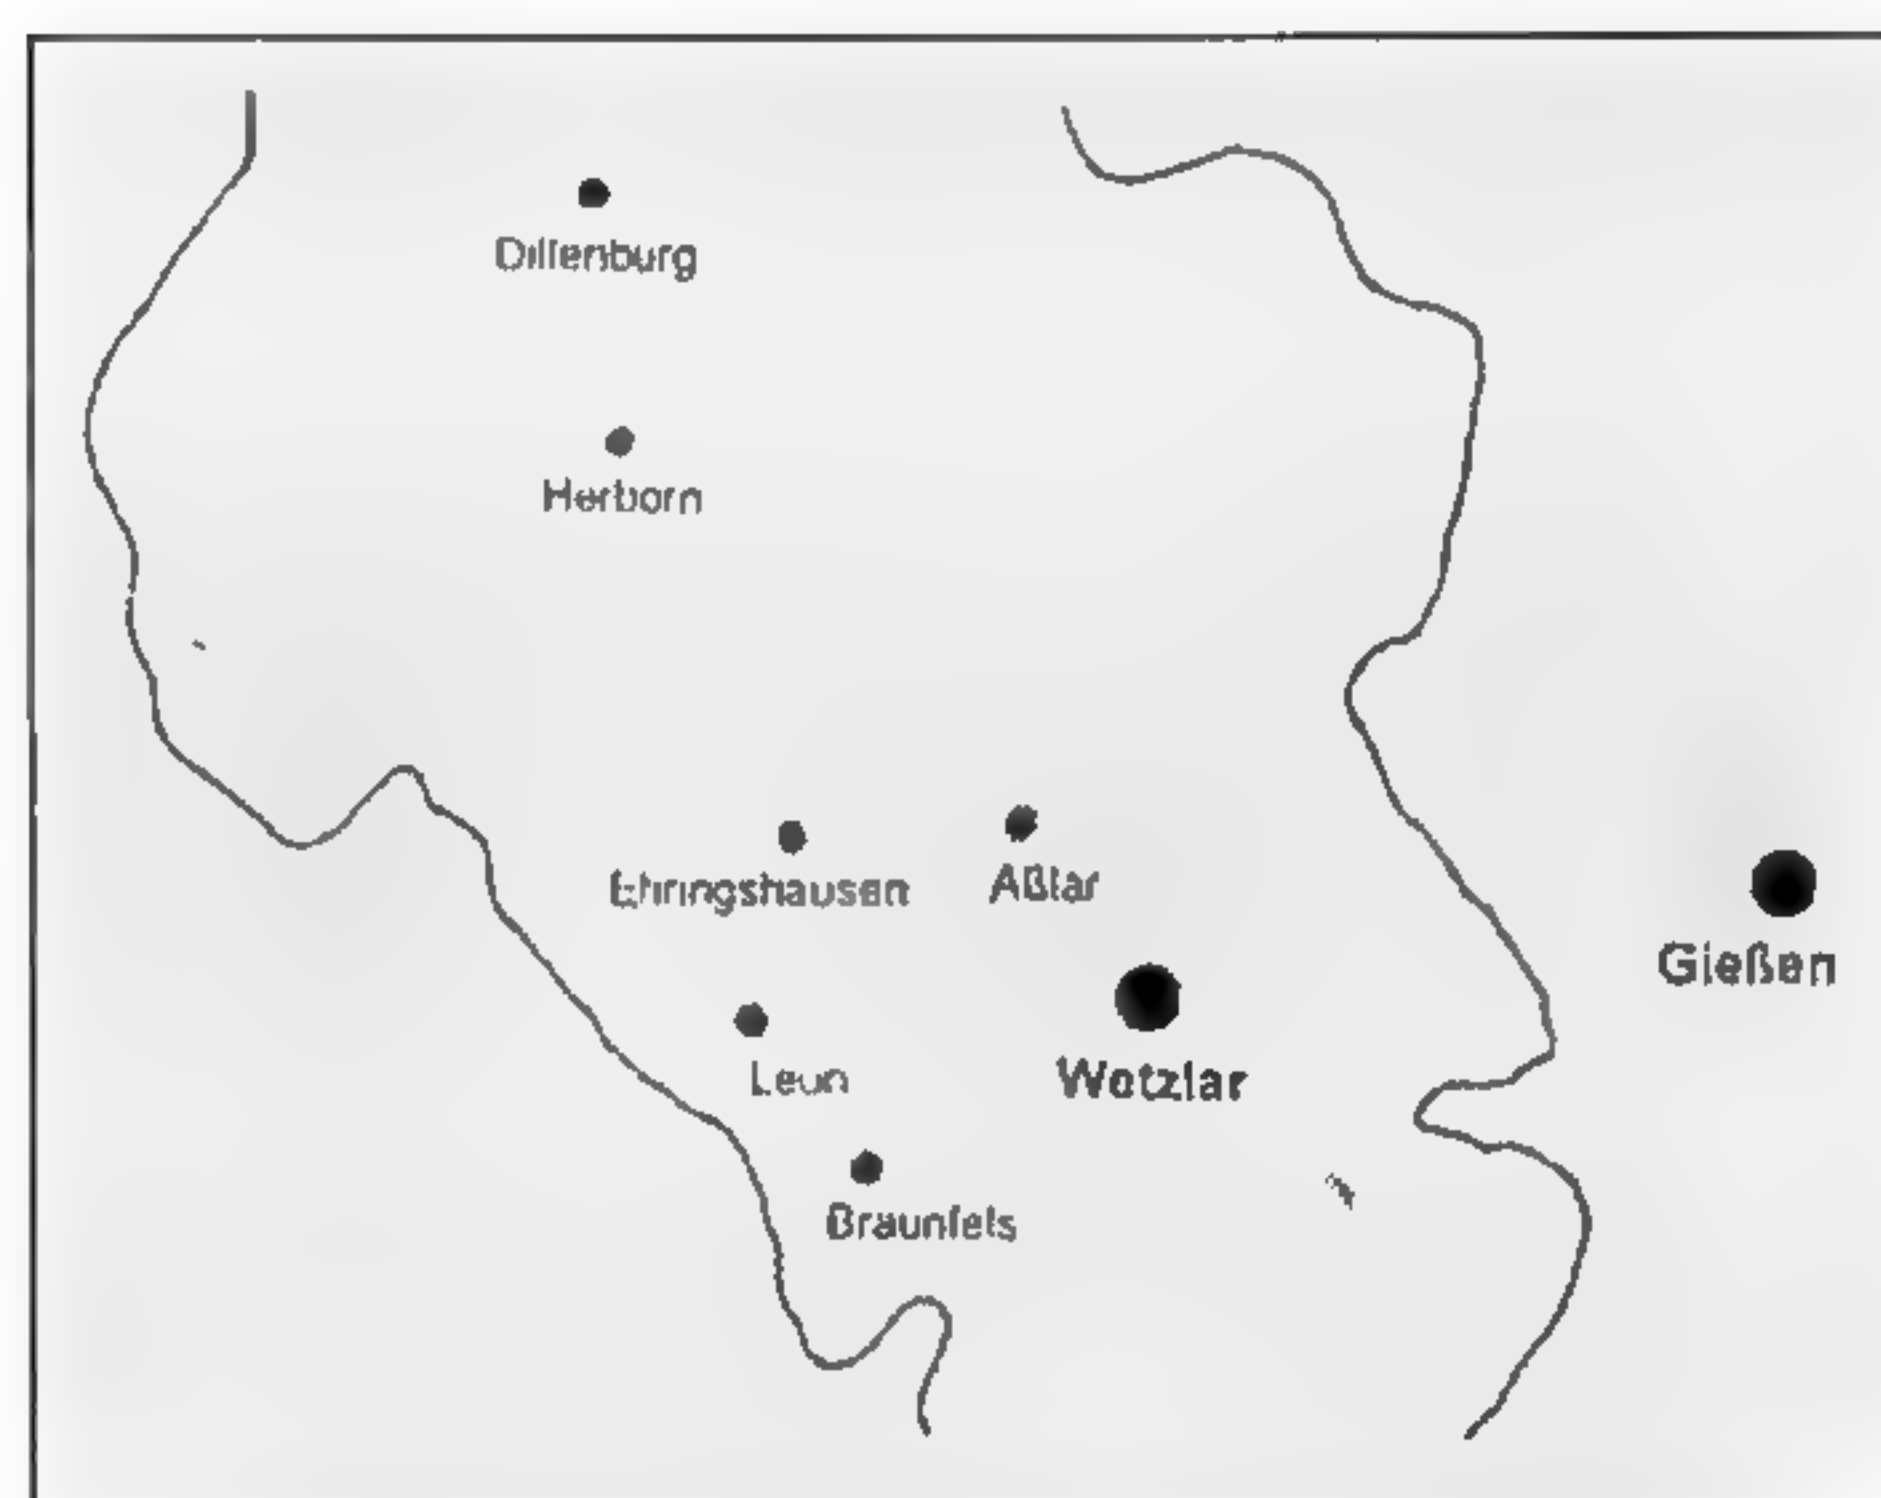 Dillenburg
Herborn
Ehringshausen
Aßlar
Gießen
Leun
Wetzlar
Braunfels